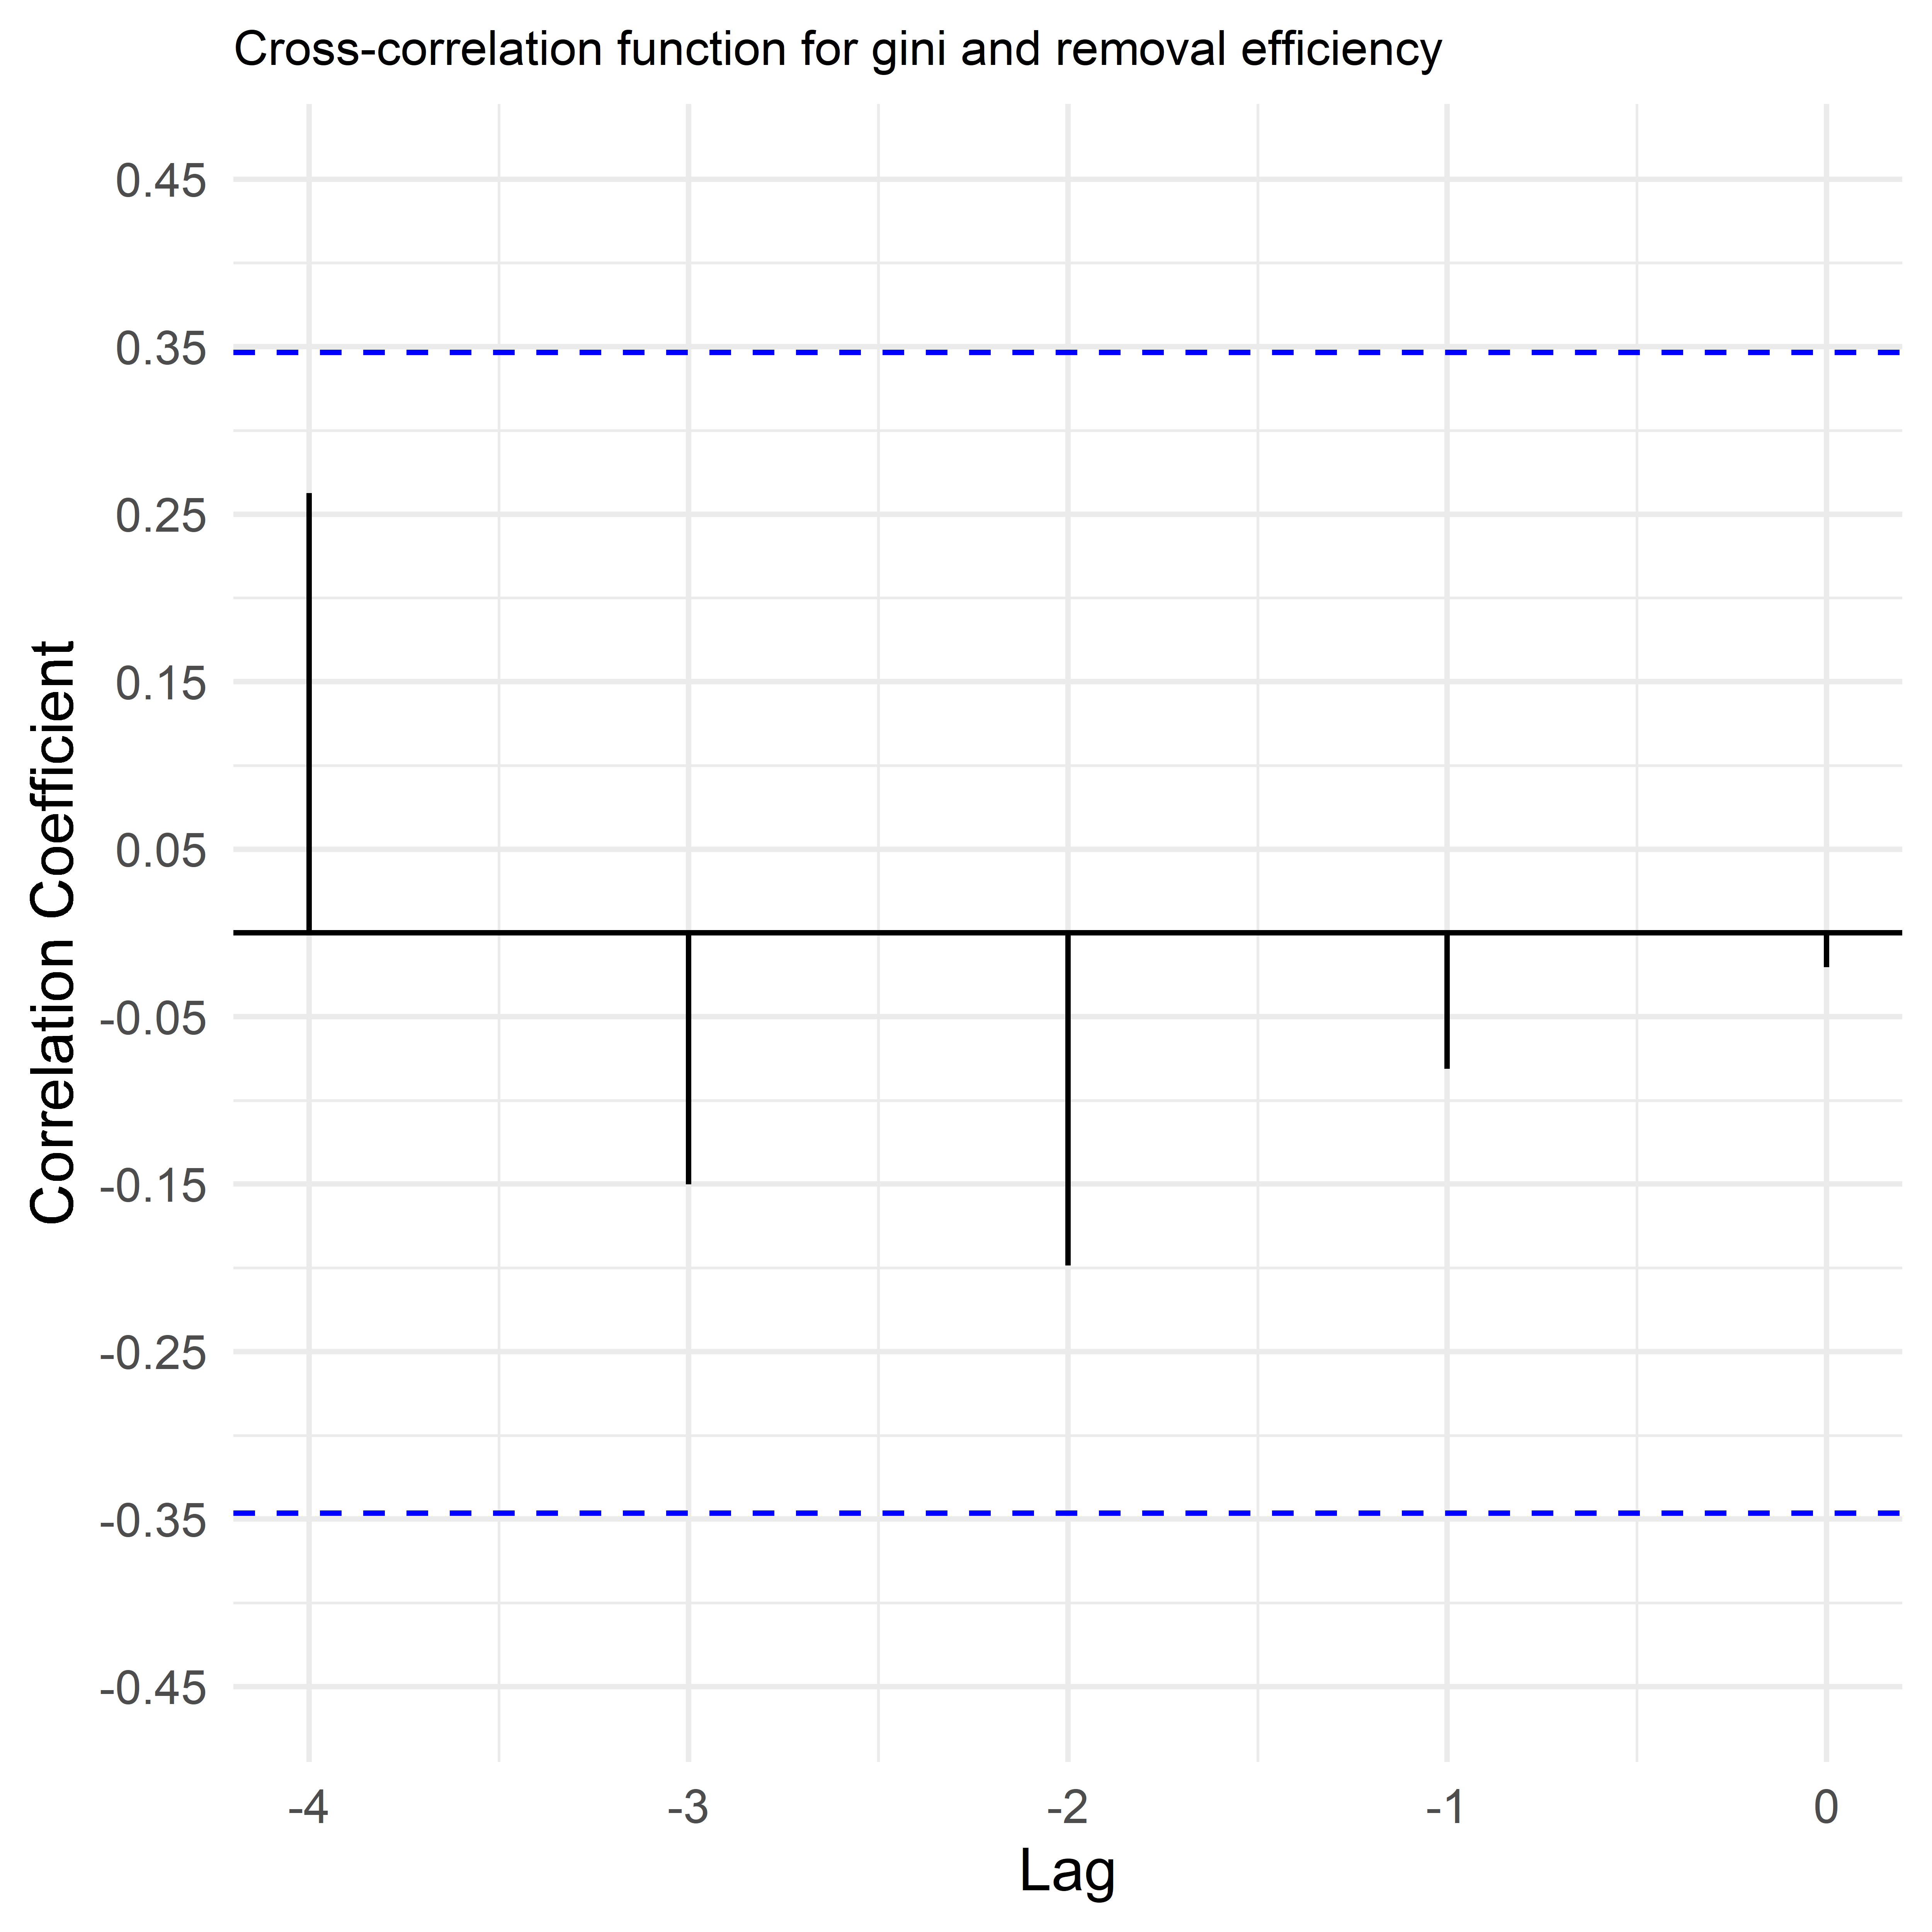 Cross-correlation function for gini and removal efficiency
Correlation Coefficient
0.45
0.35
0.25
0.15
0.05
-0.05
-0.15
-0.25
-0.35
-0.45
-4 -3 -2 -1 0
Lag